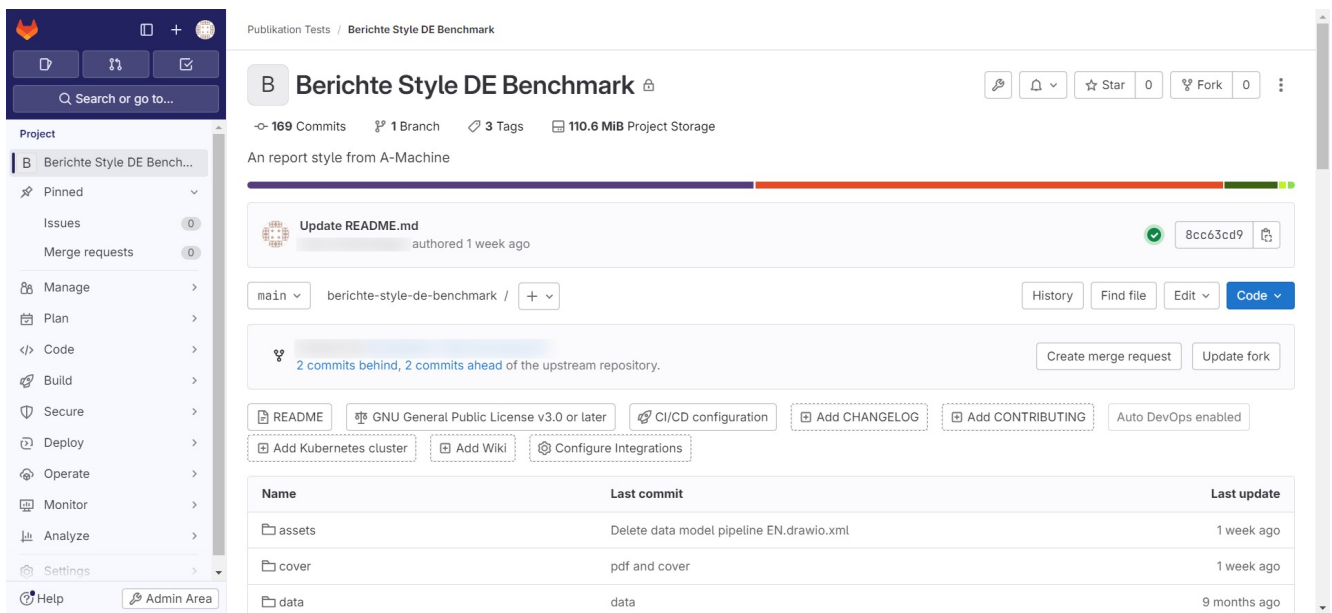 Publikation Tests / Berichte Style DE Benchmark
Search or go to...
Project
B Berichte Style DE Bench...
Pinned
Issues 0
Merge requests 0
Manage
Plan
Code
Build
Secure
Deploy
Operate
Monitor
Analyze
Settings
Help
Admin Area
B Berichte Style DE Benchmark
Star 0
Fork 0
169 Commits 1 Branch 3 Tags 110.6 MiB Project Storage
An report style from A-Machine
Update README.md
authored 1 week ago
8cc63cd9
main berichte-style-de-benchmark / +
History Find file Edit Code
2 commits behind, 2 commits ahead of the upstream repository.
Create merge request Update fork
README GNU General Public License v3.0 or later CI/CD configuration Add CHANGELOG Add CONTRIBUTING Auto DevOps enabled
Add Kubernetes cluster Add Wiki Configure Integrations
Name Last commit Last update
assets Delete data model pipeline EN.drawio.xml 1 week ago
cover pdf and cover 1 week ago
data data 9 months ago